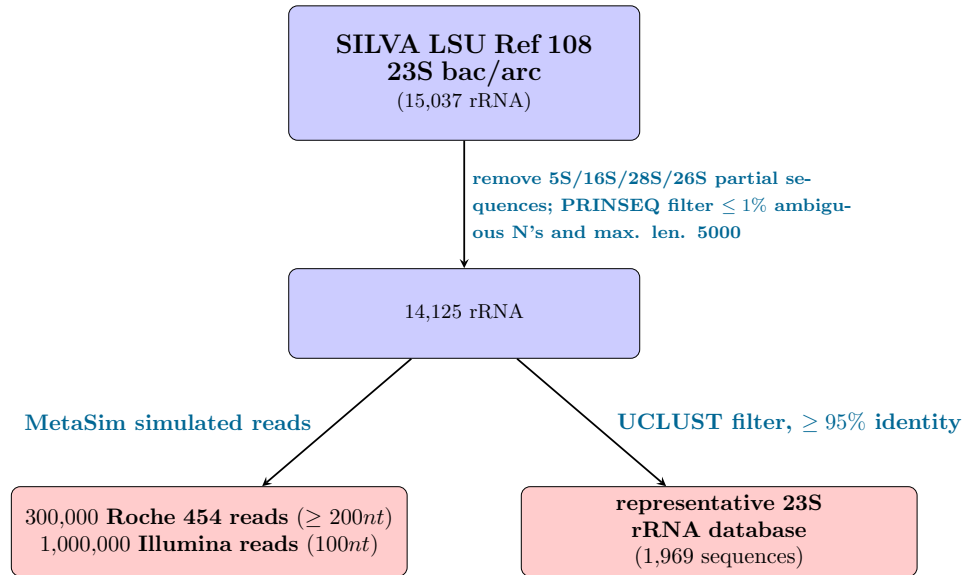 SILVA LSU Ref 108
23S bac/arc
(15,037 rRNA)
remove 5S/16S/28S/26S partial se-
quences; PRINSEQ filter ≤ 1% ambigu-
ous N's and max. len. 5000
14,125 rRNA
MetaSim simulated reads
UCLUST filter, ≥ 95% identity
300,000 Roche 454 reads (≥ 200nt)
1,000,000 Illumina reads (100nt)
representative 23S
rRNA database
(1,969 sequences)